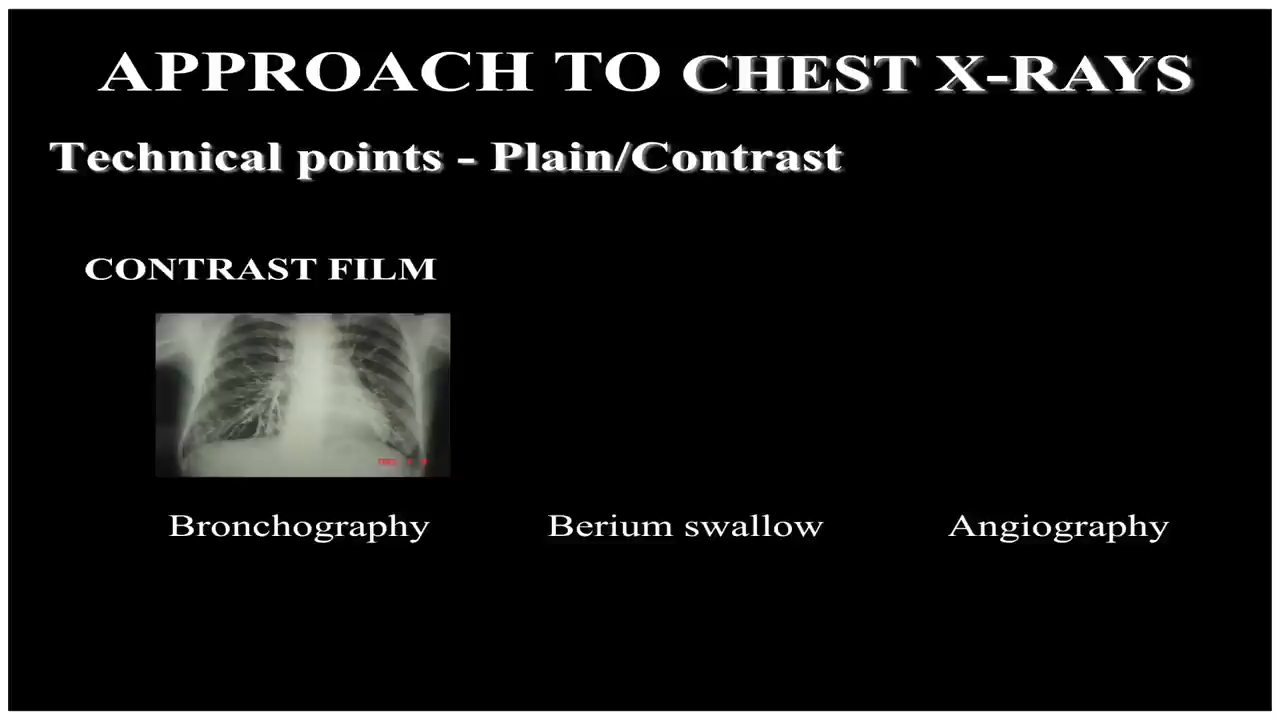 APPROACH TO CHEST X-RAYS
Technical points - Plain/Contrast
CONTRAST FILM
Bronchography
Berium swallow
Angiography